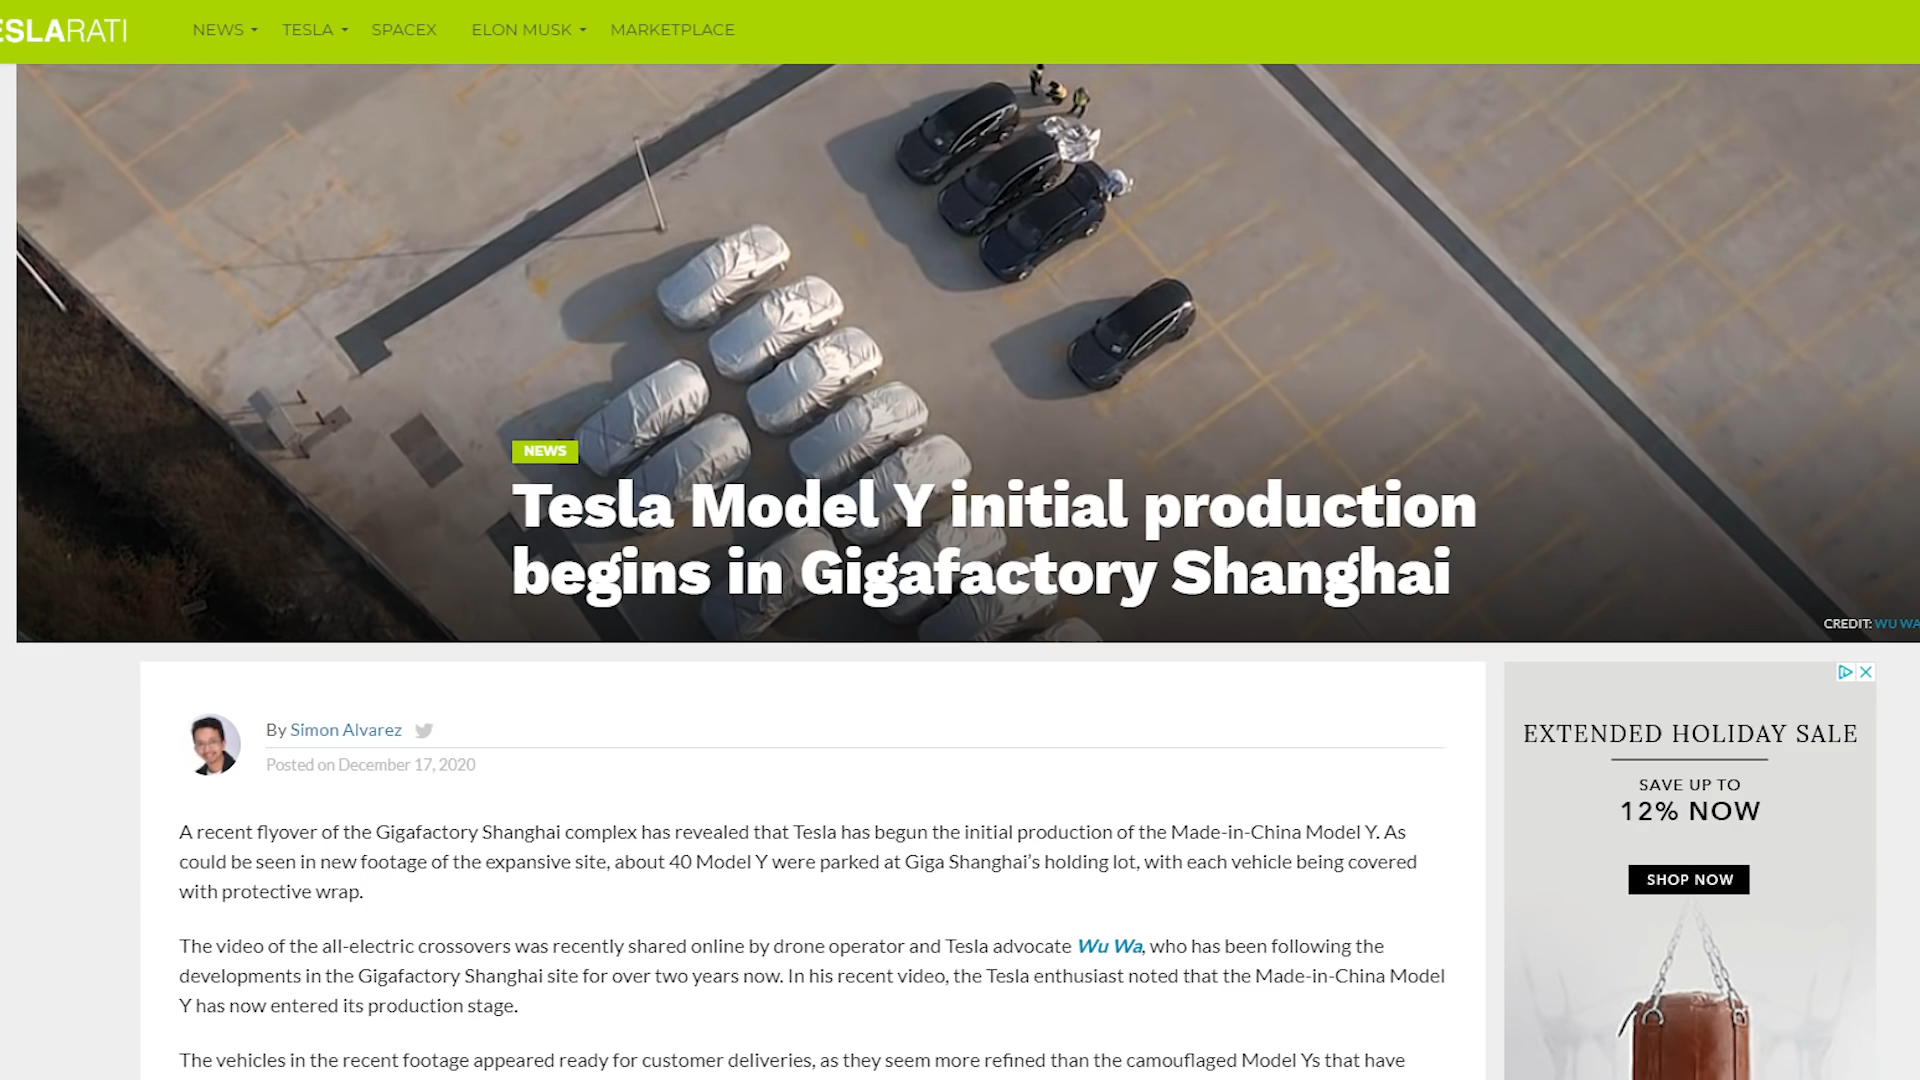 ESLARATI
NEWS TESLA SPACEX ELON MUSK MARKETPLACE
NEWS
Tesla Model Y initial production
begins in Gigafactory Shanghai
CREDIT: WU WA
By Simon Alvarez
Posted on December 17, 2020
A recent flyover of the Gigafactory Shanghai complex has revealed that Tesla has begun the initial production of the Made-in-China Model Y. As
could be seen in new footage of the expansive site, about 40 Model Y were parked at Giga Shanghai's holding lot, with each vehicle being covered
with protective wrap.
The video of the all-electric crossovers was recently shared online by drone operator and Tesla advocate Wu Wa, who has been following the
developments in the Gigafactory Shanghai site for over two years now. In his recent video, the Tesla enthusiast noted that the Made-in-China Model
Y has now entered its production stage.
The vehicles in the recent footage appeared ready for customer deliveries, as they seem more refined than the camouflaged Model Ys that have
EXTENDED HOLIDAY SALE
SAVE UP TO
12% NOW
SHOP NOW